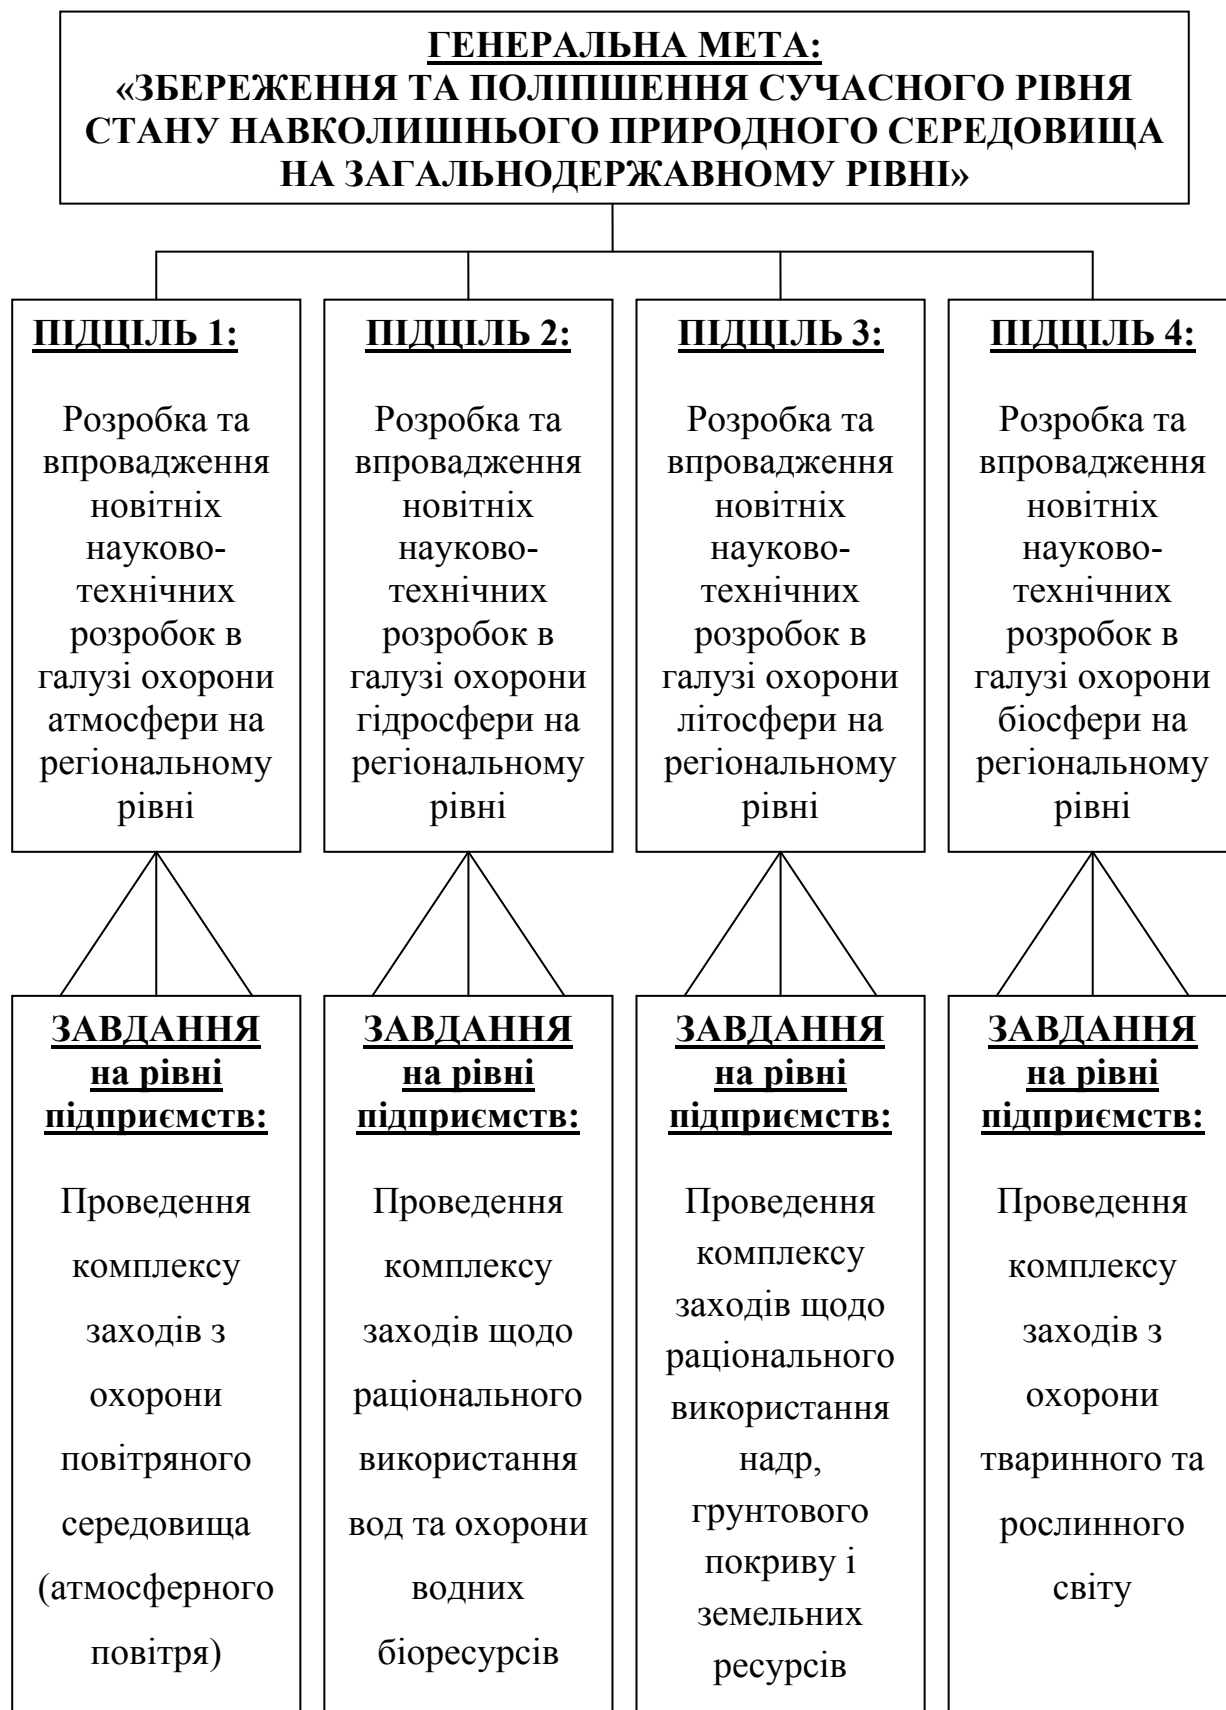 ГЕНЕРАЛЬНА МЕТА:
«ЗБЕРЕЖЕННЯ ТА ПОЛІПШЕННЯ СУЧАСНОГО РІВНЯ
СТАНУ НАВКОЛИШНЬОГО ПРИРОДНОГО СЕРЕДОВИЩА
НА ЗАГАЛЬНОДЕРЖАВНОМУ РІВНІ»
ПІДЦІЛЬ 1:
Розробка та
впровадження
новітніх
науково-
технічних
розробок в
галузі охорони
атмосфери на
регіональному
рівні
ПІДЦІЛЬ 2:
Розробка та
впровадження
новітніх
науково-
технічних
розробок в
галузі охорони
гідросфери на
регіональному
рівні
ПІДЦІЛЬ 3:
Розробка та
впровадження
новітніх
науково-
технічних
розробок в
галузі охорони
літосфери на
регіональному
рівні
ПІДЦІЛЬ 4:
Розробка та
впровадження
новітніх
науково-
технічних
розробок в
галузі охорони
біосфери на
регіональному
рівні
ЗАВДАННЯ
на рівні
підприємств:
Проведення
комплексу
заходів з
охорони
повітряного
середовища
(атмосферного
повітря)
ЗАВДАННЯ
на рівні
підприємств:
Проведення
комплексу
заходів щодо
раціонального
використання
вод та охорони
водних
біоресурсів
ЗАВДАННЯ
на рівні
підприємств:
Проведення
комплексу
заходів щодо
раціонального
використання
надр,
грунтового
покриву і
земельних
ресурсів
ЗАВДАННЯ
на рівні
підприємств:
Проведення
комплексу
заходів з
охорони
тваринного та
рослинного
світу